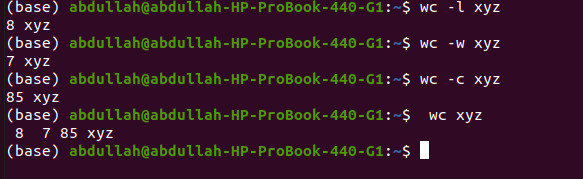 (base) abdullah@abdullah-HP-ProBook-440-G1:~$ wc -l xyz
8 xyz
(base) abdullah@abdullah-HP-ProBook-440-G1:~$ wc -w xyz
7 xyz
(base) abdullah@abdullah-HP-ProBook-440-G1:~$ wc -c xyz
85 xyz
(base) abdullah@abdullah-HP-ProBook-440-G1:~$  wc xyz
 8  7 85 xyz
(base) abdullah@abdullah-HP-ProBook-440-G1:~$